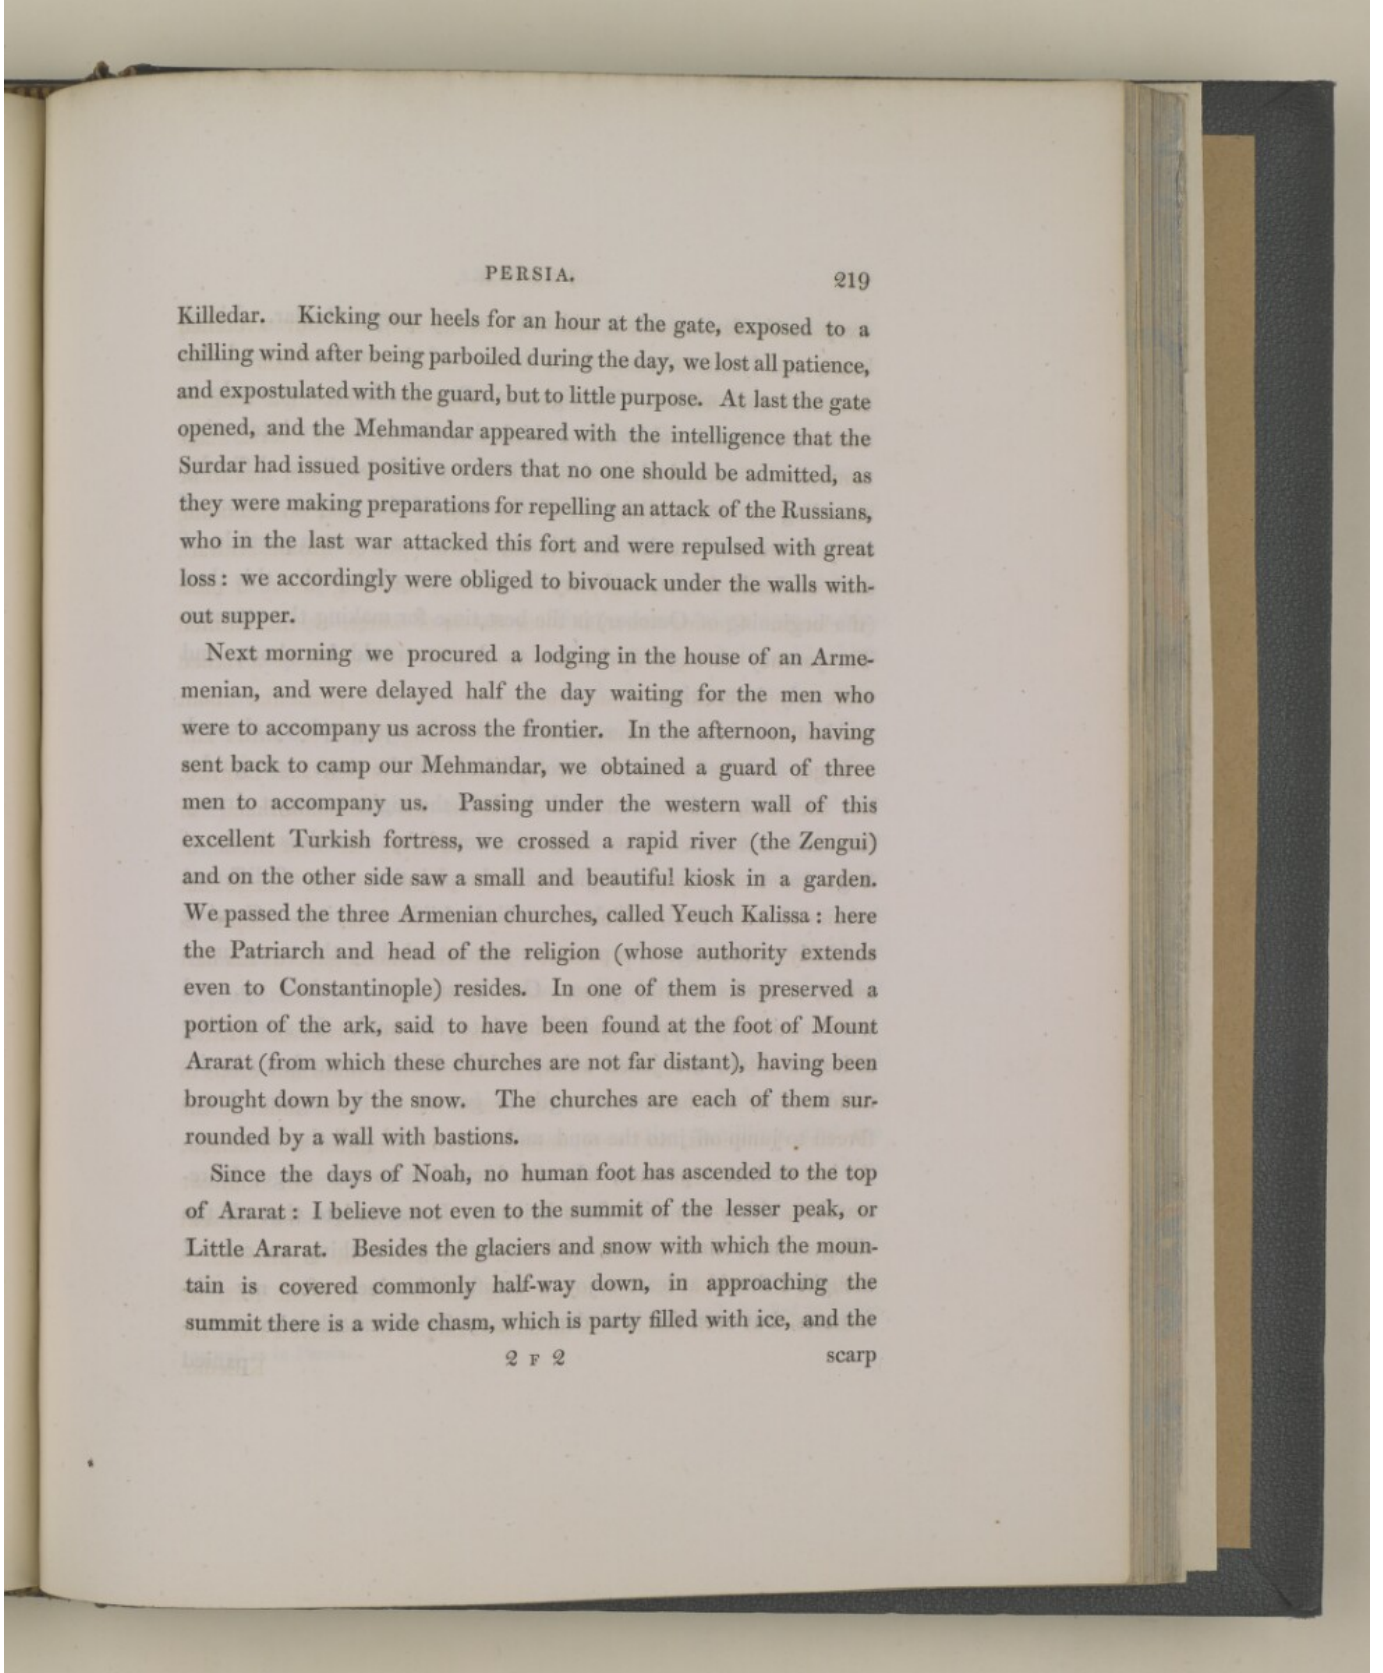 PERSIA. 219
Killedar. Kicking our heels for an hour at the gate, exposed to a
chilling wind after being parboiled during the day, we lost all patience,
and expostulated with the guard, but to little purpose. At last the gate
opened, and the Mehmandar appeared with the intelligence that the
Surdar had issued positive orders that no one should be admitted, as
they were making preparations for repelling an attack of the Russians,
who in the last war attacked this fort and were repulsed with great
loss: we accordingly were obliged to bivouack under the walls with-
out supper.
Next morning we procured a lodging in the house of an Arme-
menian, and were delayed half the day waiting for the men who
were to accompany us across the frontier. In the afternoon, having
sent back to camp our Mehmandar, we obtained a guard of three
men to accompany us. Passing under the western wall of this
excellent Turkish fortress, we crossed a rapid river (the Zengui)
and on the other side saw a small and beautiful kiosk in a garden.
We passed the three Armenian churches, called Yeuch Kalissa: here
the Patriarch and head of the religion (whose authority extends
even to Constantinople) resides. In one of them is preserved a
portion of the ark, said to have been found at the foot of Mount
Ararat (from which these churches are not far distant), having been
brought down by the snow. The churches are each of them sur-
rounded by a wall with bastions.
Since the days of Noah, no human foot has ascended to the top
of Ararat: I believe not even to the summit of the lesser peak, or
Little Ararat. Besides the glaciers and snow with which the moun-
tain is covered commonly half-way down, in approaching the
summit there is a wide chasm, which is party filled with ice, and the
2 F 2 scarp